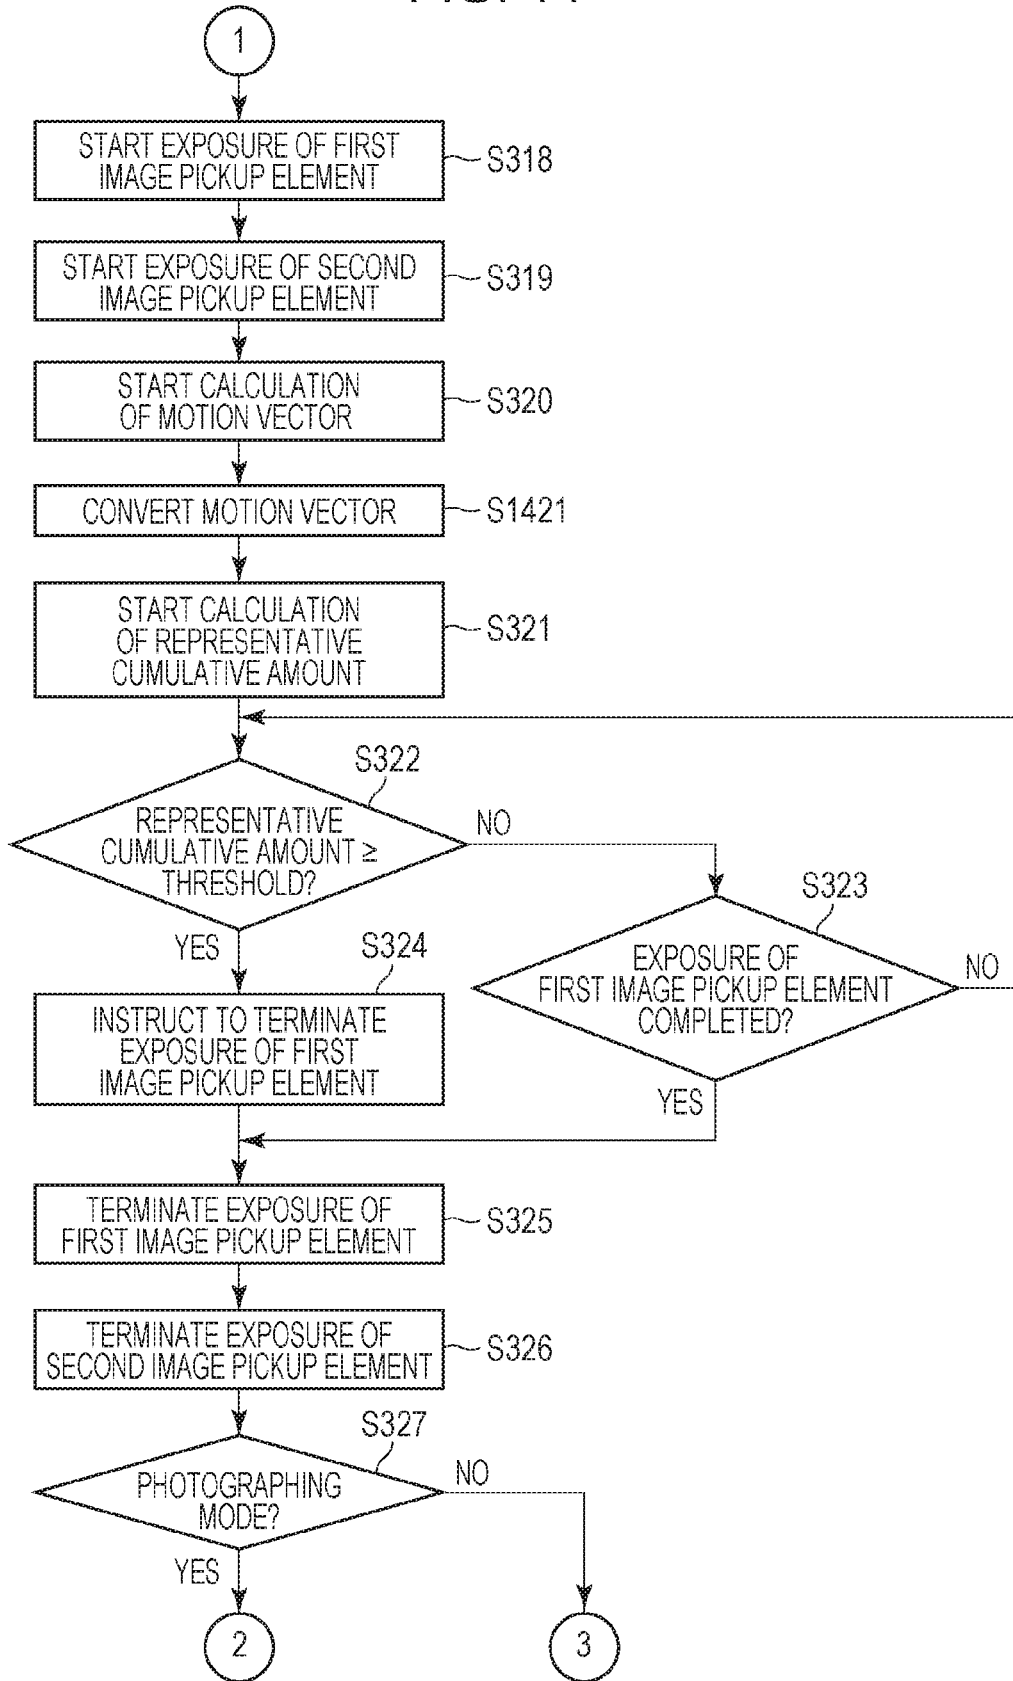 1
START EXPOSURE OF FIRST
IMAGE PICKUP ELEMENT
S318
START EXPOSURE OF SECOND
IMAGE PICKUP ELEMENT
S319
START CALCULATION
OF MOTION VECTOR
S320
CONVERT MOTION VECTOR
S1421
START CALCULATION
OF REPRESENTATIVE
CUMULATIVE AMOUNT
S321
S322
REPRESENTATIVE
CUMULATIVE AMOUNT ≥
THRESHOLD?
NO
YES
S323
EXPOSURE OF
FIRST IMAGE PICKUP ELEMENT
COMPLETED?
NO
YES
S324
INSTRUCT TO TERMINATE
EXPOSURE OF FIRST
IMAGE PICKUP ELEMENT
TERMINATE EXPOSURE OF
FIRST IMAGE PICKUP ELEMENT
S325
TERMINATE EXPOSURE OF
SECOND IMAGE PICKUP ELEMENT
S326
S327
PHOTOGRAPHING
MODE?
NO
YES
2
3